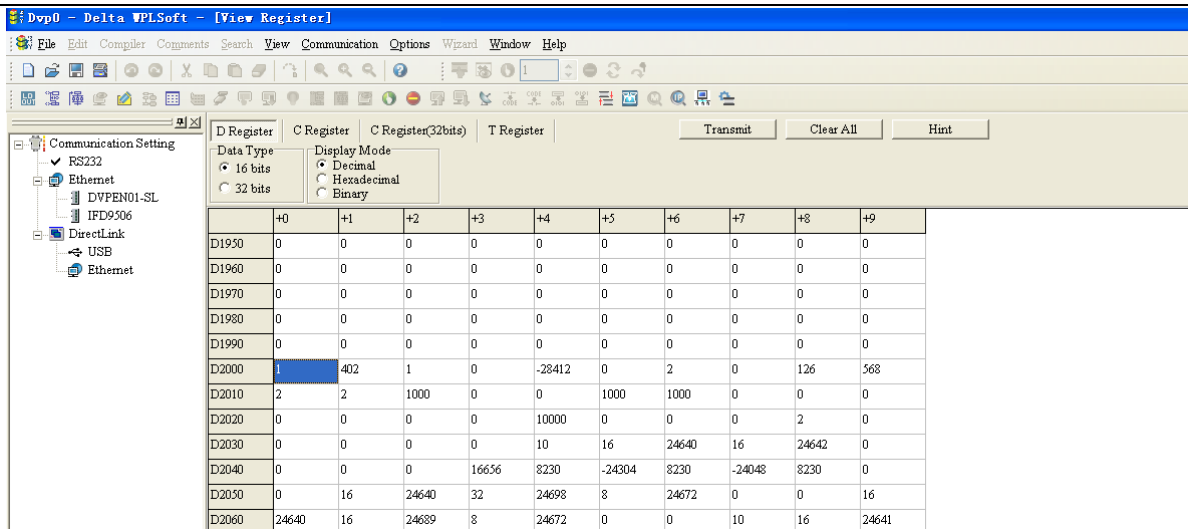 Dvp0 - Delta WPLSoft - [View Register]
File Edit Compiler Comments Search View Communication Options Wizard Window Help
1
Communication Setting
RS232
Ethernet
DVPEN01-SL
IFD9506
DirectLink
USB
Ethernet
D Register C Register C Register(32bits) T Register Transmit Clear All Hint
Data Type Display Mode
16 bits Decimal
Hexadecimal
32 bits Binary
+0 +1 +2 +3 +4 +5 +6 +7 +8 +9
D1950 0 0 0 0 0 0 0 0 0 0
D1960 0 0 0 0 0 0 0 0 0 0
D1970 0 0 0 0 0 0 0 0 0 0
D1980 0 0 0 0 0 0 0 0 0 0
D1990 0 0 0 0 0 0 0 0 0 0
D2000 1 402 1 0 -28412 0 2 0 126 568
D2010 2 2 1000 0 0 1000 1000 0 0 0
D2020 0 0 0 0 10000 0 0 0 2 0
D2030 0 0 0 0 10 16 24640 16 24642 0
D2040 0 0 0 16656 8230 -24304 8230 -24048 8230 0
D2050 0 16 24640 32 24698 8 24672 0 0 16
D2060 24640 16 24689 8 24672 0 0 10 16 24641